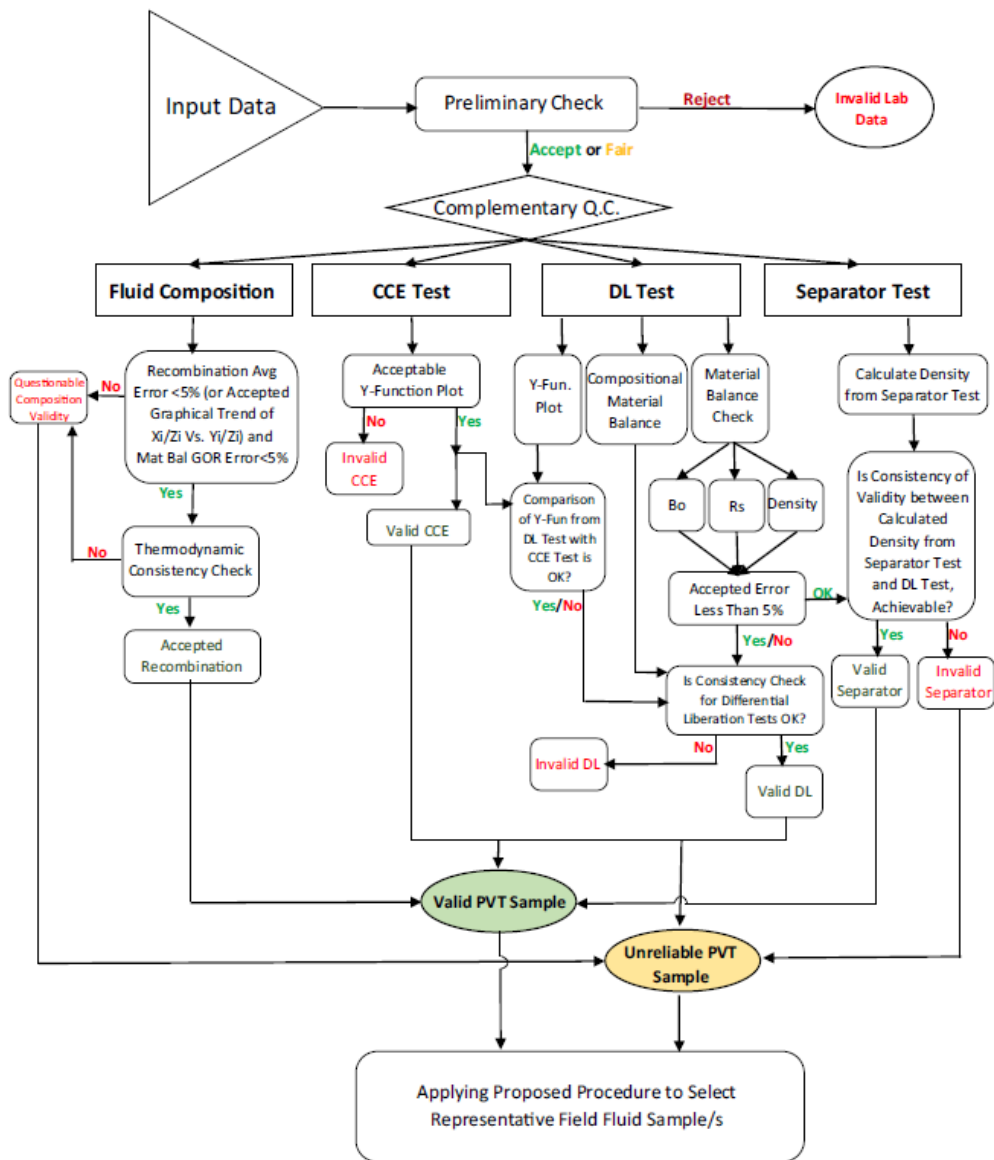 Input Data
Preliminary Check
Reject
Invalid Lab
Data
Accept or Fair
Complementary Q.C.
Fluid Composition
CCE Test
DL Test
Separator Test
Questionable
Composition
Validity
No
Recombination Avg
Error <5% (or Accepted
Graphical Trend of
Xi/Zi Vs. Yi/Zi) and
Mat Bal GOR Error<5%
Yes
No
Thermodynamic
Consistency Check
Yes
Accepted
Recombination
Acceptable
Y-Function Plot
No
Yes
Invalid
CCE
Valid CCE
Y-Fun.
Plot
Compositional
Material
Balance
Material
Balance
Check
Comparison
of Y-Fun from
DL Test with
CCE Test is
OK?
Yes/No
Bo
Rs
Density
Accepted Error
Less Than 5%
OK
Yes/No
Is Consistency Check
for Differential
Liberation Tests OK?
No
Yes
Invalid DL
Valid DL
Calculate Density
from Separator Test
Is Consistency of
Validity between
Calculated
Density from
Separator Test
and DL Test,
Achievable?
Yes
No
Valid
Separator
Invalid
Separator
Valid PVT Sample
Unreliable PVT
Sample
Applying Proposed Procedure to Select
Representative Field Fluid Sample/s